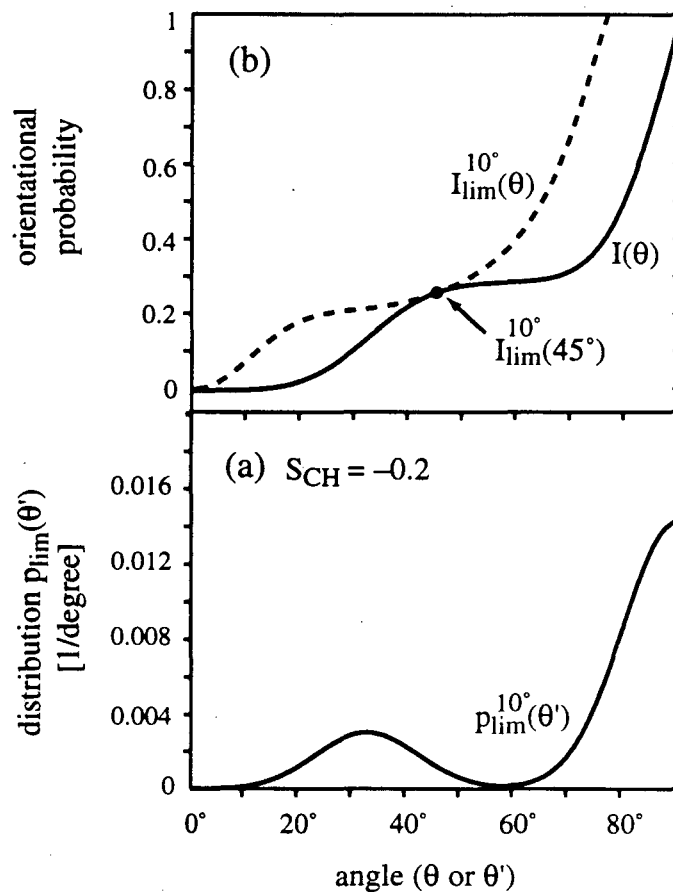 1
(b)
0.8
orientational
probability
0.6
0.4
0.2
0
10°
I_lim(θ)
I(θ)
10°
I_lim(45°)
(a) S_CH = −0.2
distribution p_lim(θ')
[1/degree]
0.016
0.012
0.008
0.004
0
10°
p_lim(θ')
0° 20° 40° 60° 80°
angle (θ or θ')